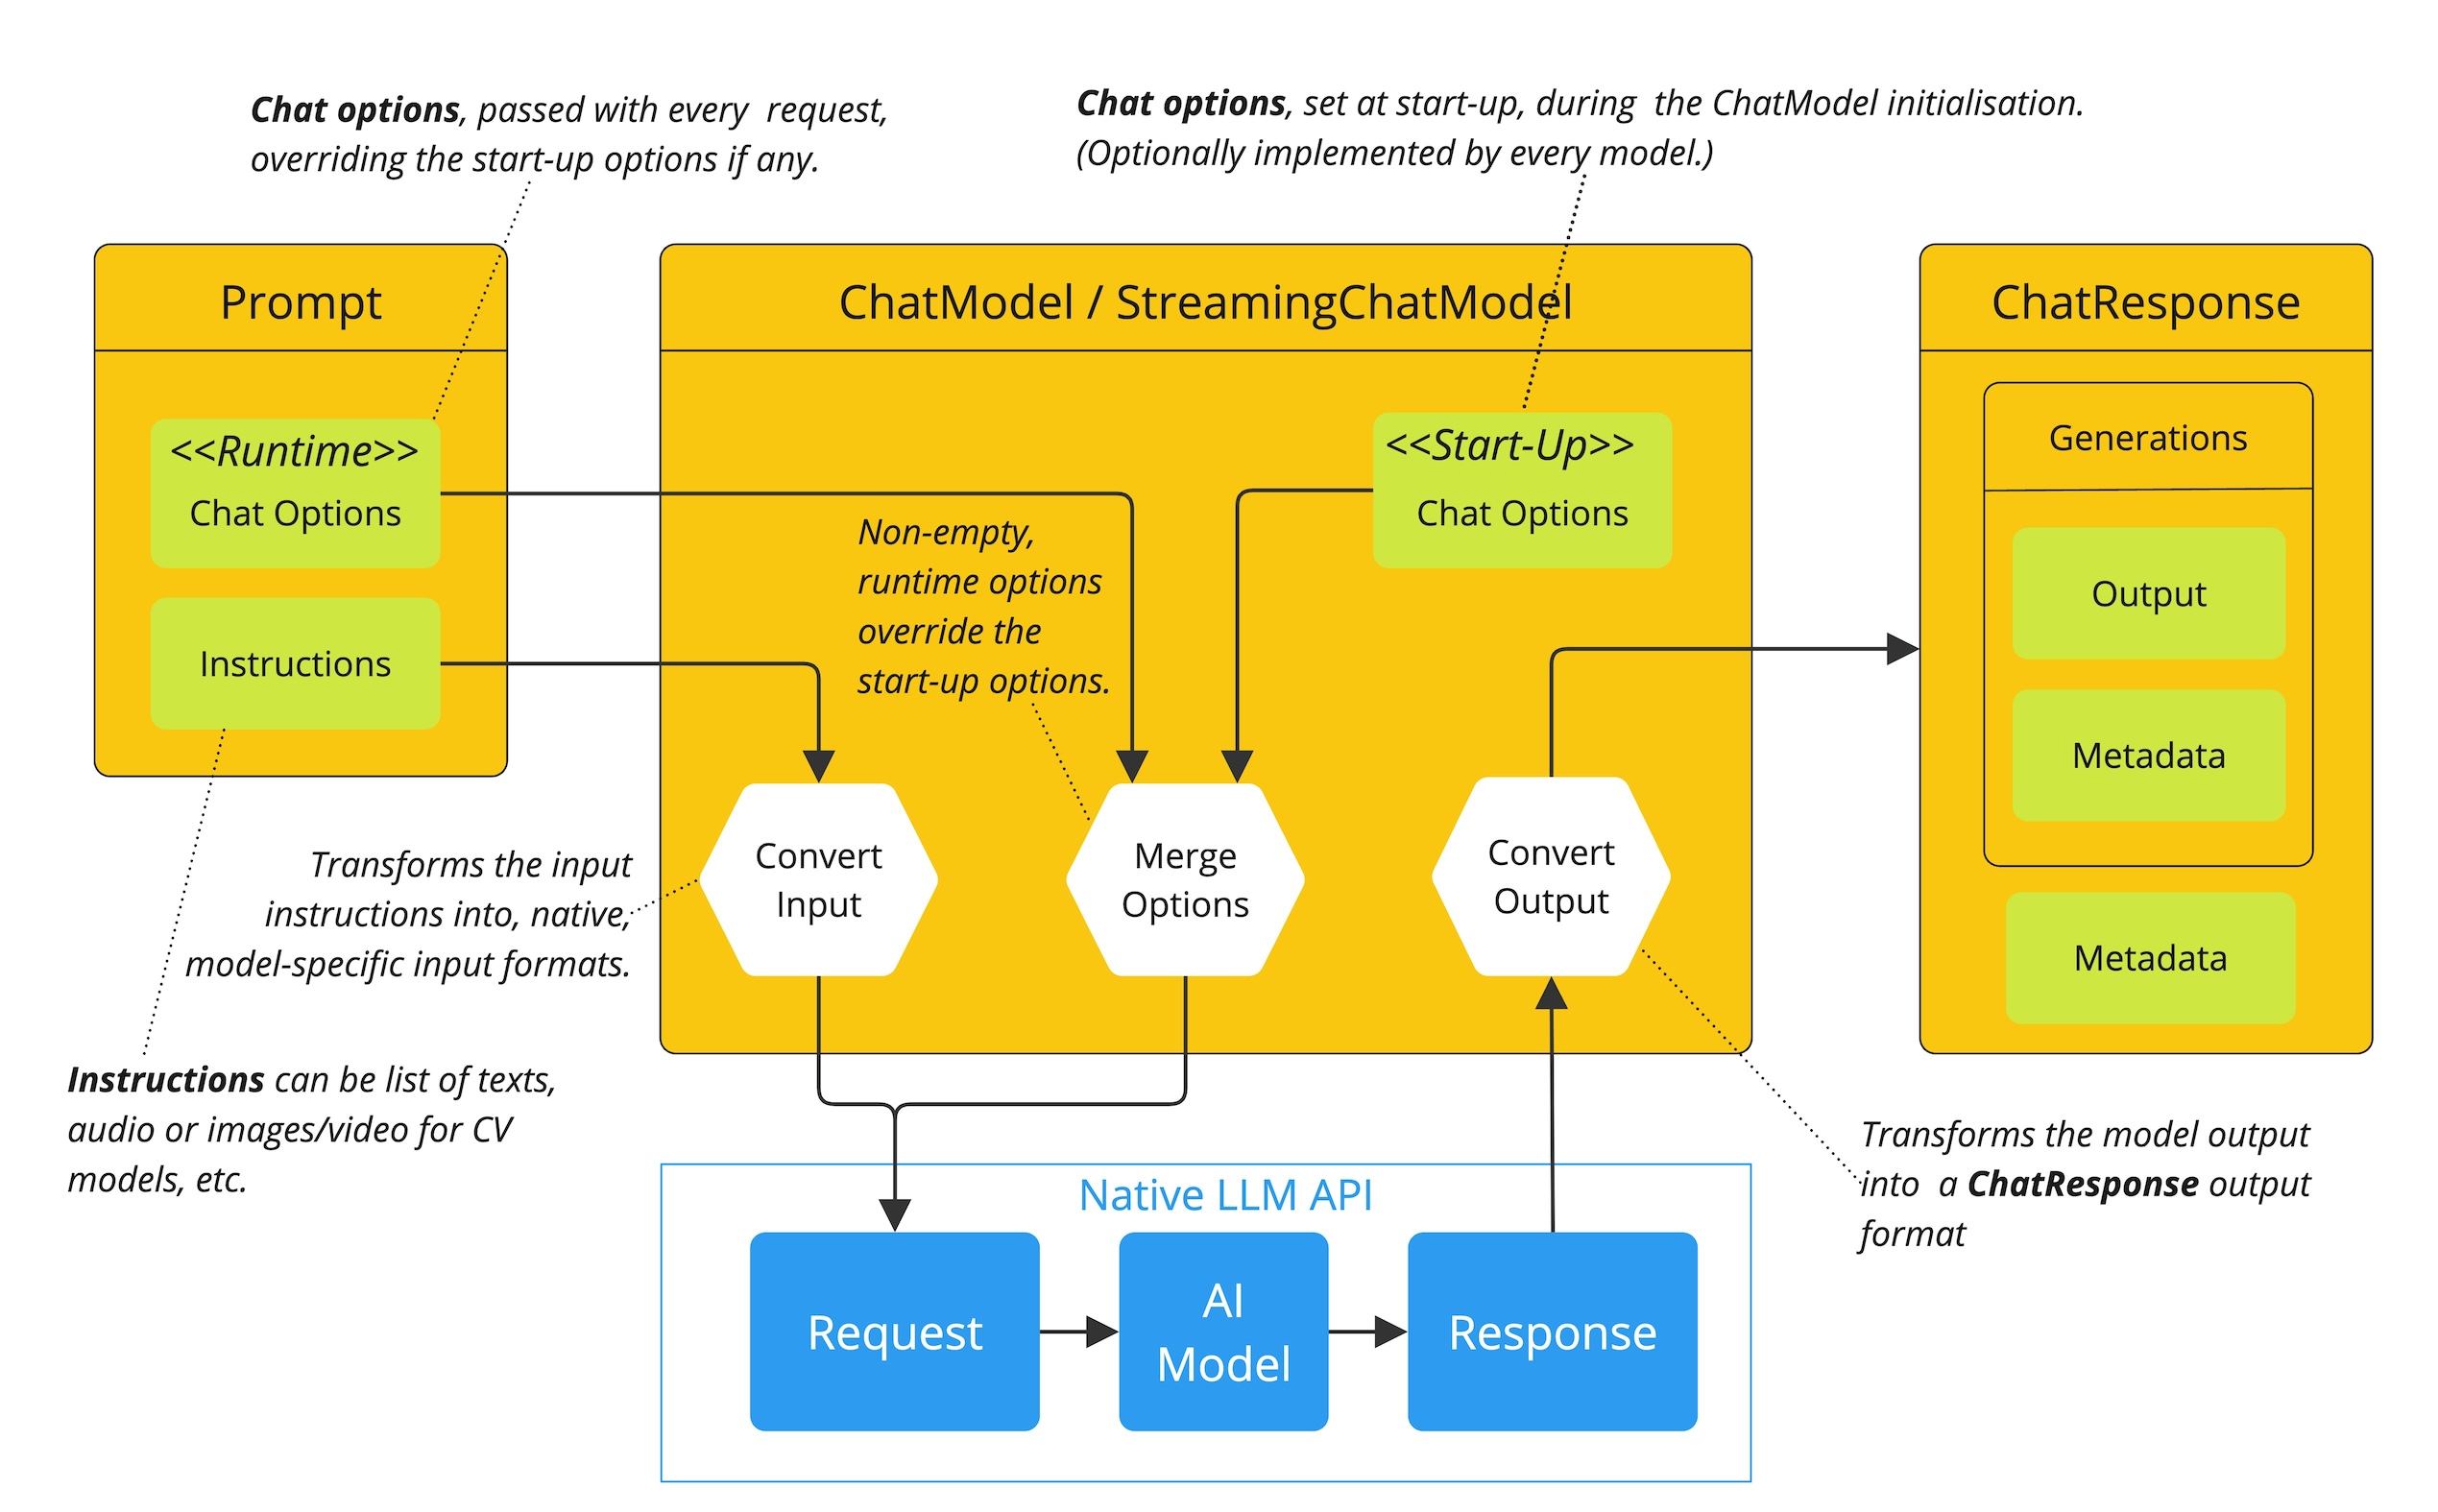 Chat options, passed with every  request,
overriding the start-up options if any.
Chat options, set at start-up, during  the ChatModel initialisation.
(Optionally implemented by every model.)
Prompt
<<Runtime>>
Chat Options
Instructions
ChatModel / StreamingChatModel
<<Start-Up>>
Chat Options
Non-empty,
runtime options
override the
start-up options.
Convert
Input
Merge
Options
Convert
Output
ChatResponse
Generations
Output
Metadata
Metadata
Transforms the input
instructions into, native,
model-specific input formats.
Instructions can be list of texts,
audio or images/video for CV
models, etc.
Transforms the model output
into  a ChatResponse output
format
Native LLM API
Request
AI
Model
Response